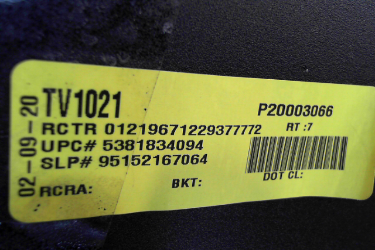 02-09-20
TV1021 P20003066
RCTR 01219671229377772 RT:7
UPC# 5381834094
SLP# 95152167064
RCRA: BKT: DOT CL: